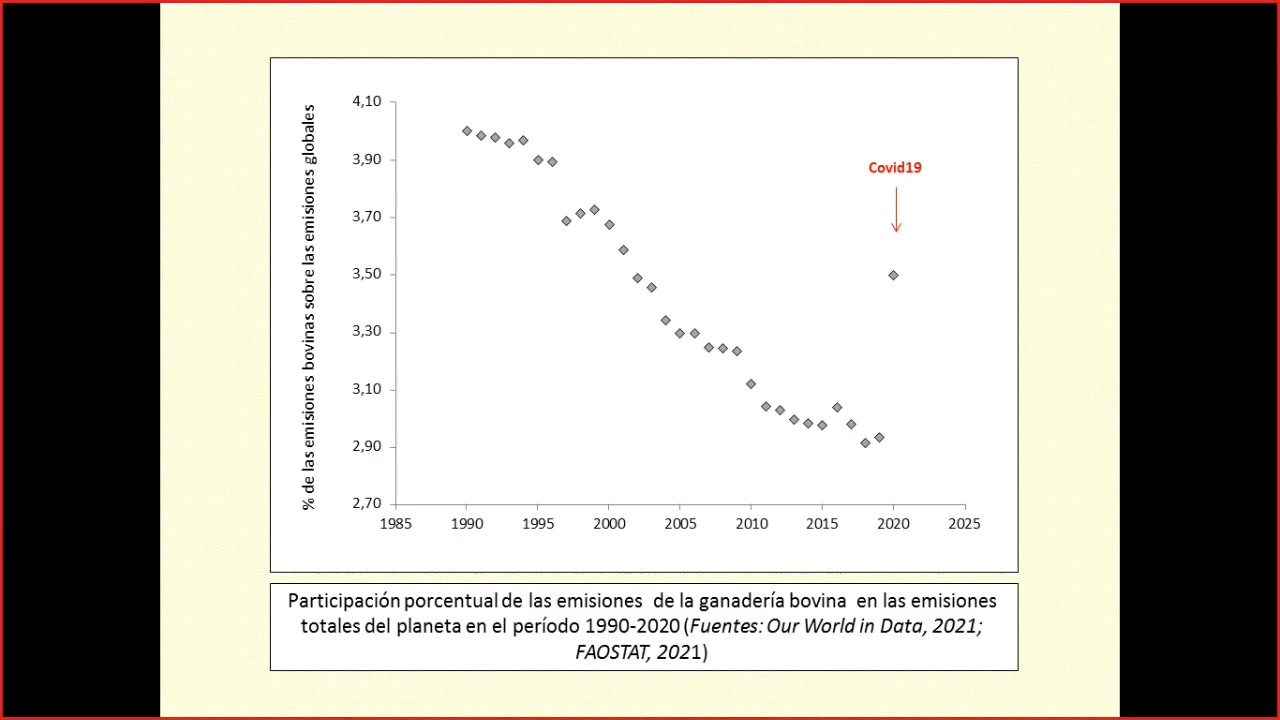 % de las emisiones bovinas sobre las emisiones globales
4,10
3,90
3,70
3,50
3,30
3,10
2,90
2,70
Covid19
1985 1990 1995 2000 2005 2010 2015 2020 2025
Participación porcentual de las emisiones de la ganadería bovina en las emisiones
totales del planeta en el período 1990-2020 (Fuentes: Our World in Data, 2021;
FAOSTAT, 2021)